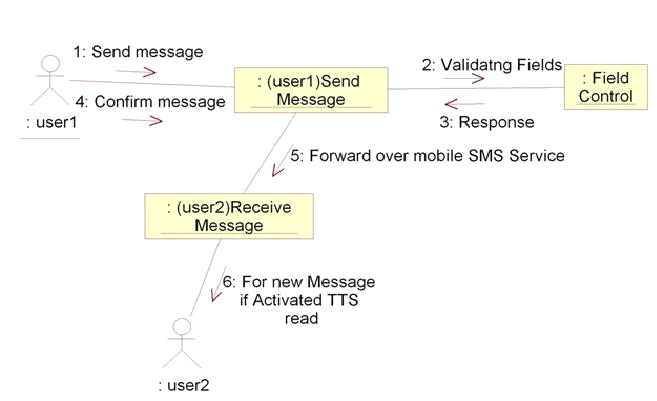 1: Send message
2: Validatng Fields
: (user1)Send
Message
: Field
Control
4: Confirm message
: user1
3: Response
5: Forward over mobile SMS Service
: (user2)Receive
Message
6: For new Message
if Activated TTS
read
: user2